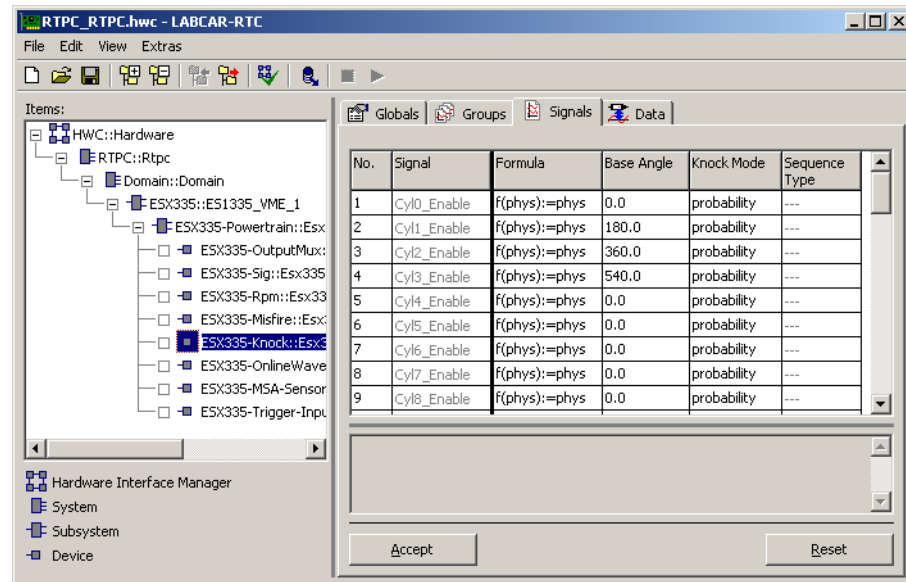 RTPC_RTPC.hwc - LABCAR-RTC
File Edit View Extras
Items:
HWC::Hardware
RTPC::Rtpc
Domain::Domain
ESX335::ES1335_VME_1
ESX335-Powertrain::Esx
ESX335-OutputMux:
ESX335-Sig::Esx335
ESX335-Rpm::Esx33
ESX335-Misfire::Esx
ESX335-Knock::Esx3
ESX335-OnlineWave
ESX335-MSA-Sensor
ESX335-Trigger-Inpu
Hardware Interface Manager
System
Subsystem
Device
Globals Groups Signals Data
No. Signal Formula Base Angle Knock Mode Sequence Type
1 Cyl0_Enable f(phys):=phys 0.0 probability ---
2 Cyl1_Enable f(phys):=phys 180.0 probability ---
3 Cyl2_Enable f(phys):=phys 360.0 probability ---
4 Cyl3_Enable f(phys):=phys 540.0 probability ---
5 Cyl4_Enable f(phys):=phys 0.0 probability ---
6 Cyl5_Enable f(phys):=phys 0.0 probability ---
7 Cyl6_Enable f(phys):=phys 0.0 probability ---
8 Cyl7_Enable f(phys):=phys 0.0 probability ---
9 Cyl8_Enable f(phys):=phys 0.0 probability ---
Accept Reset